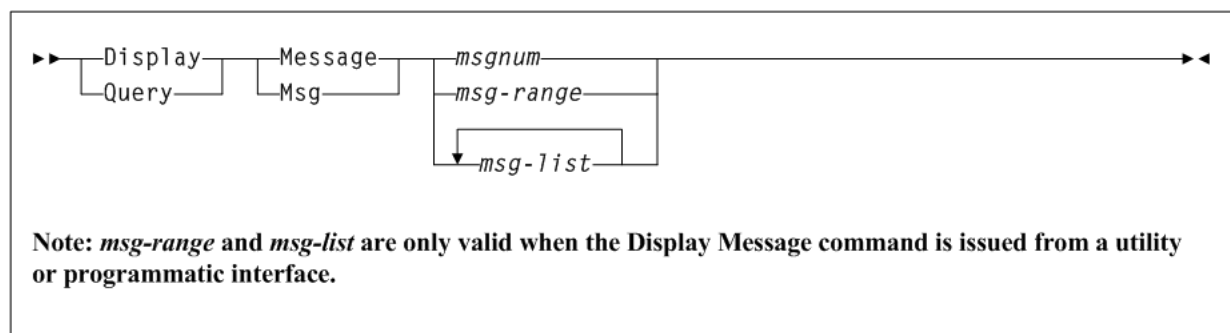 Display Message msgnum
Query Msg msg-range
msg-list
Note: msg-range and msg-list are only valid when the Display Message command is issued from a utility
or programmatic interface.